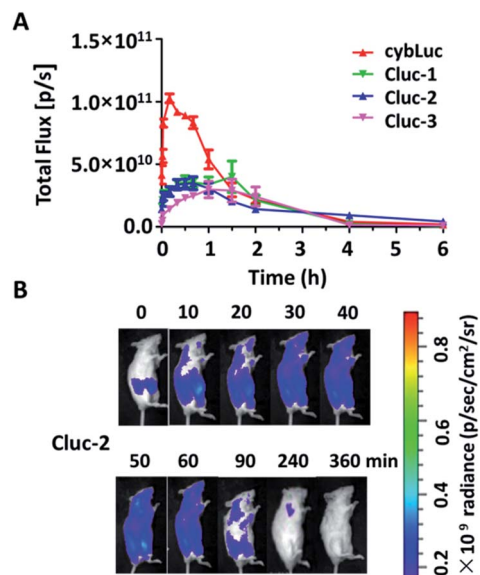 A
Total Flux [p/s]
1.5×10¹¹
1.0×10¹¹
5.0×10¹⁰
0.0
cybLuc
Cluc-1
Cluc-2
Cluc-3
0 1 2 3 4 5 6
Time (h)
B
0 10 20 30 40
Cluc-2
50 60 90 240 360 min
0.8
0.6
0.4
0.2
×10⁹ radiance (p/sec/cm²/sr)